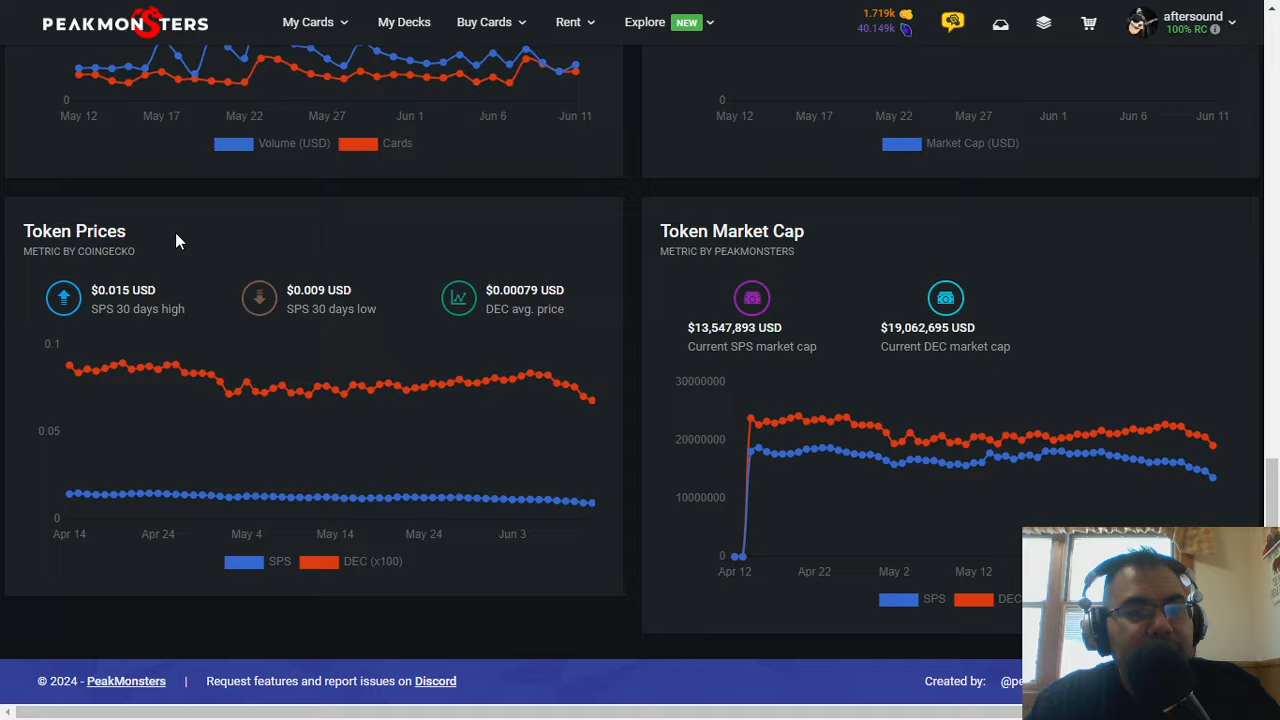 PEAKMONSTERS
My Cards
My Decks
Buy Cards
Rent
Explore NEW
1.719k
40.149k
aftersound
100% RC
0
May 12 May 17 May 22 May 27 Jun 1 Jun 6 Jun 11
Volume (USD) Cards
0
May 12 May 17 May 22 May 27 Jun 1 Jun 6 Jun 11
Market Cap (USD)
Token Prices
METRIC BY COINGECKO
$0.015 USD
SPS 30 days high
$0.009 USD
SPS 30 days low
$0.00079 USD
DEC avg. price
0.1
0.05
0
Apr 14 Apr 24 May 4 May 14 May 24 Jun 3
SPS DEC (x100)
Token Market Cap
METRIC BY PEAKMONSTERS
$13,547,893 USD
Current SPS market cap
$19,062,695 USD
Current DEC market cap
30000000
20000000
10000000
0
Apr 12 Apr 22 May 2 May 12
SPS DEC
© 2024 - PeakMonsters | Request features and report issues on Discord
Created by: @pe